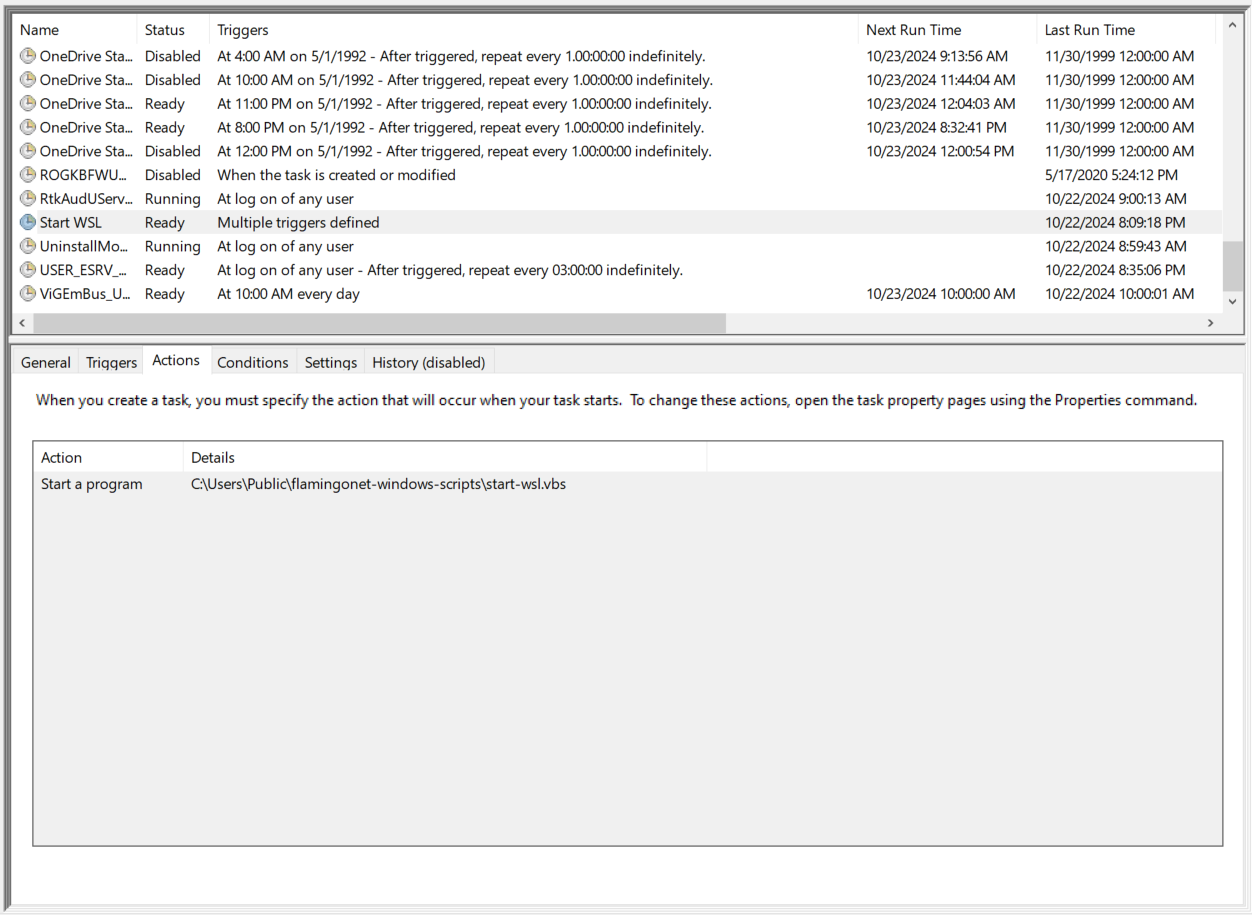 Name Status Triggers Next Run Time Last Run Time
OneDrive Sta... Disabled At 4:00 AM on 5/1/1992 - After triggered, repeat every 1.00:00:00 indefinitely. 10/23/2024 9:13:56 AM 11/30/1999 12:00:00 AM
OneDrive Sta... Disabled At 10:00 AM on 5/1/1992 - After triggered, repeat every 1.00:00:00 indefinitely. 10/23/2024 11:44:04 AM 11/30/1999 12:00:00 AM
OneDrive Sta... Ready At 11:00 PM on 5/1/1992 - After triggered, repeat every 1.00:00:00 indefinitely. 10/23/2024 12:04:03 AM 11/30/1999 12:00:00 AM
OneDrive Sta... Ready At 8:00 PM on 5/1/1992 - After triggered, repeat every 1.00:00:00 indefinitely. 10/23/2024 8:32:41 PM 11/30/1999 12:00:00 AM
OneDrive Sta... Disabled At 12:00 PM on 5/1/1992 - After triggered, repeat every 1.00:00:00 indefinitely. 10/23/2024 12:00:54 PM 11/30/1999 12:00:00 AM
ROGKBFWU... Disabled When the task is created or modified 5/17/2020 5:24:12 PM
RtkAudUServ... Running At log on of any user 10/22/2024 9:00:13 AM
Start WSL Ready Multiple triggers defined 10/22/2024 8:09:18 PM
UninstallMo... Running At log on of any user 10/22/2024 8:59:43 AM
USER_ESRV_... Ready At log on of any user - After triggered, repeat every 03:00:00 indefinitely. 10/22/2024 8:35:06 PM
ViGEmBus_U... Ready At 10:00 AM every day 10/23/2024 10:00:00 AM 10/22/2024 10:00:01 AM
General Triggers Actions Conditions Settings History (disabled)
When you create a task, you must specify the action that will occur when your task starts.  To change these actions, open the task property pages using the Properties command.
Action Details
Start a program C:\Users\Public\flamingonet-windows-scripts\start-wsl.vbs